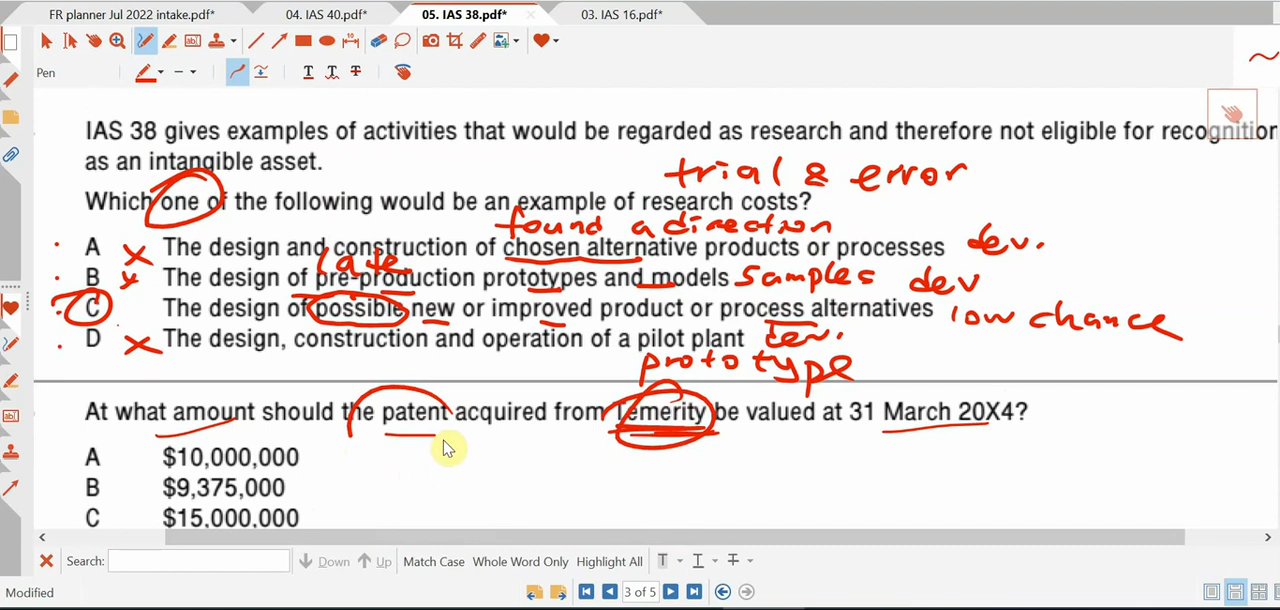 FR planner Jul 2022 intake.pdf* 04. IAS 40.pdf* 05. IAS 38.pdf* 03. IAS 16.pdf*
Pen
IAS 38 gives examples of activities that would be regarded as research and therefore not eligible for recognition
as an intangible asset.
trial & error
Which one of the following would be an example of research costs?
found a direction
A The design and construction of chosen alternative products or processes dev.
late
B The design of pre-production prototypes and models samples dev
C The design of possible new or improved product or process alternatives low chance
D The design, construction and operation of a pilot plant dev.
prototype
At what amount should the patent acquired from Temerity be valued at 31 March 20X4?
A $10,000,000
B $9,375,000
C $15,000,000
Search: Down Up Match Case Whole Word Only Highlight All T T T
Modified 3 of 5